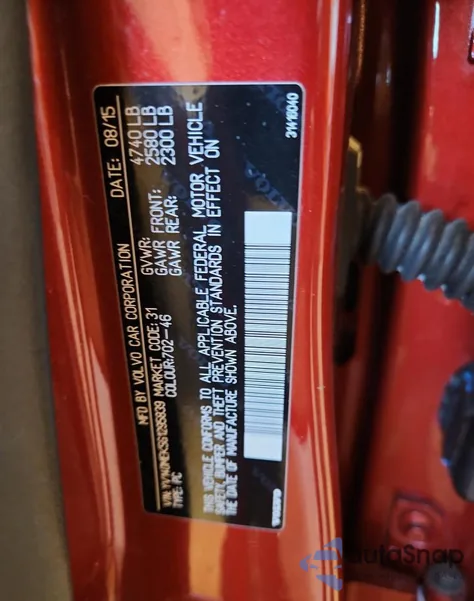 MFD BY VOLVO CAR CORPORATION DATE: 08/15
GVWR: 4740 LB
GAWR FRONT: 2580 LB
GAWR REAR: 2300 LB
MARKET CODE: 31
COLOUR: 702-46
TYPE: PC
THIS VEHICLE CONFORMS TO ALL APPLICABLE FEDERAL MOTOR VEHICLE
SAFETY, BUMPER AND THEFT PREVENTION STANDARDS IN EFFECT ON
THE DATE OF MANUFACTURE SHOWN ABOVE.
31418040
AutoSnap